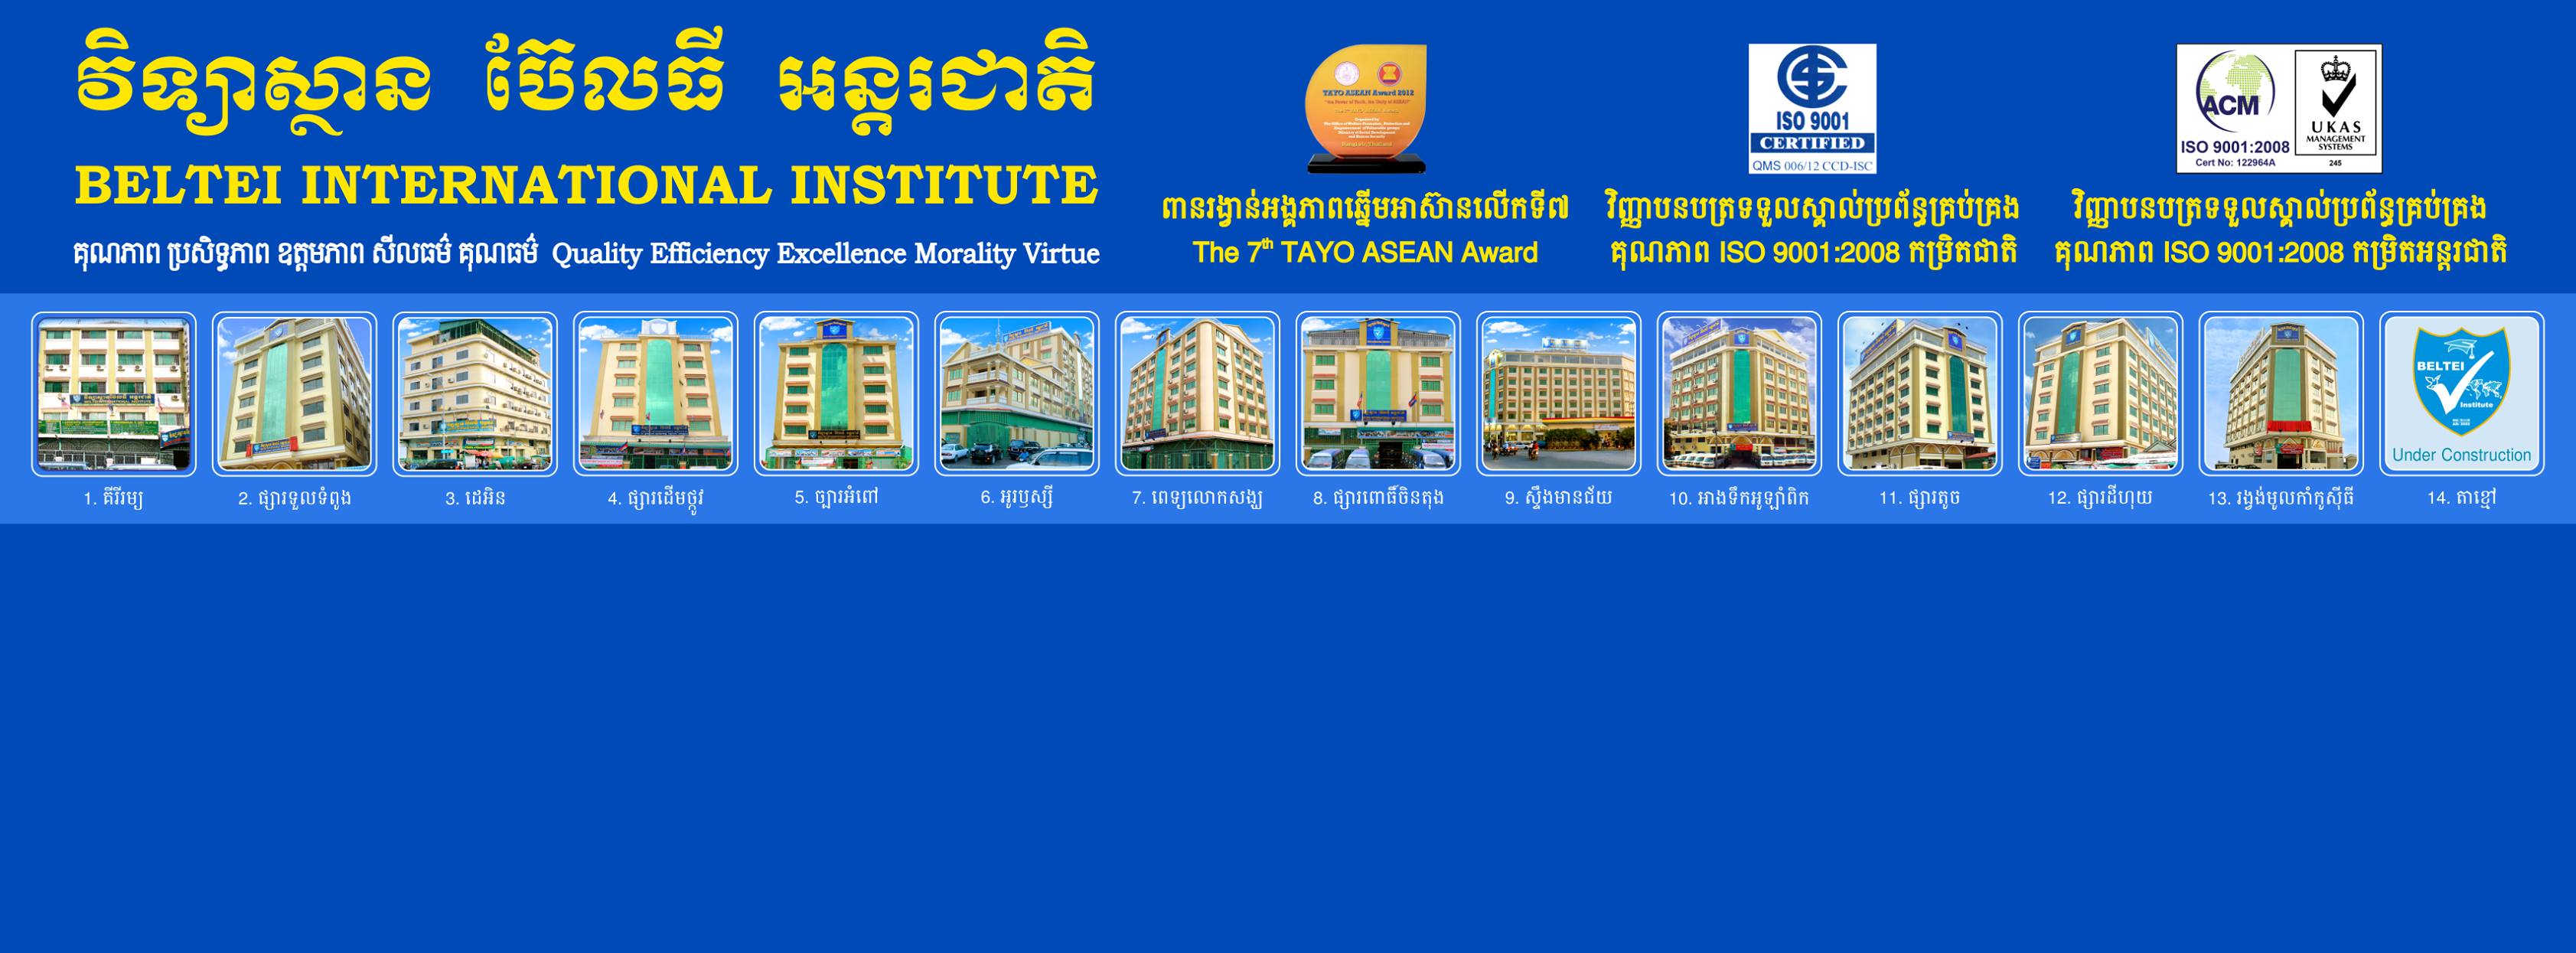 វិទ្យាស្ថាន ប៊ែលធី អន្តរជាតិ
BELTEI INTERNATIONAL INSTITUTE
គុណភាព ប្រសិទ្ធភាព ឧត្តមភាព សីលធម៌ គុណធម៌ Quality Efficiency Excellence Morality Virtue
TAYO ASEAN Award 2012
ពានរង្វាន់អង្គភាពឆ្នើមអាស៊ានលើកទី៧
The 7th TAYO ASEAN Award
ISO 9001
CERTIFIED
QMS 006/12 CCD-ISC
វិញ្ញាបនបត្រទទួលស្គាល់ប្រព័ន្ធគ្រប់គ្រង
គុណភាព ISO 9001:2008 កម្រិតជាតិ
ACM
ISO 9001:2008
Cert No: 122964A
UKAS
MANAGEMENT
SYSTEMS
245
វិញ្ញាបនបត្រទទួលស្គាល់ប្រព័ន្ធគ្រប់គ្រង
គុណភាព ISO 9001:2008 កម្រិតអន្តរជាតិ
BELTEI
Institute
Under Construction
1. គីរីរម្យ
2. ផ្សារទួលទំពូង
3. ដេអិន
4. ផ្សារដើមថ្កូវ
5. ច្បារអំពៅ
6. អូរឫស្សី
7. ពេទ្យលោកសង្ឃ
8. ផ្សារពោធិ៍ចិនតុង
9. ស្ទឹងមានជ័យ
10. អាងទឹកអូឡាំពិក
11. ផ្សារតូច
12. ផ្សារដីហុយ
13. រង្វង់មូលកាំកូស៊ីធី
14. តាខ្មៅ